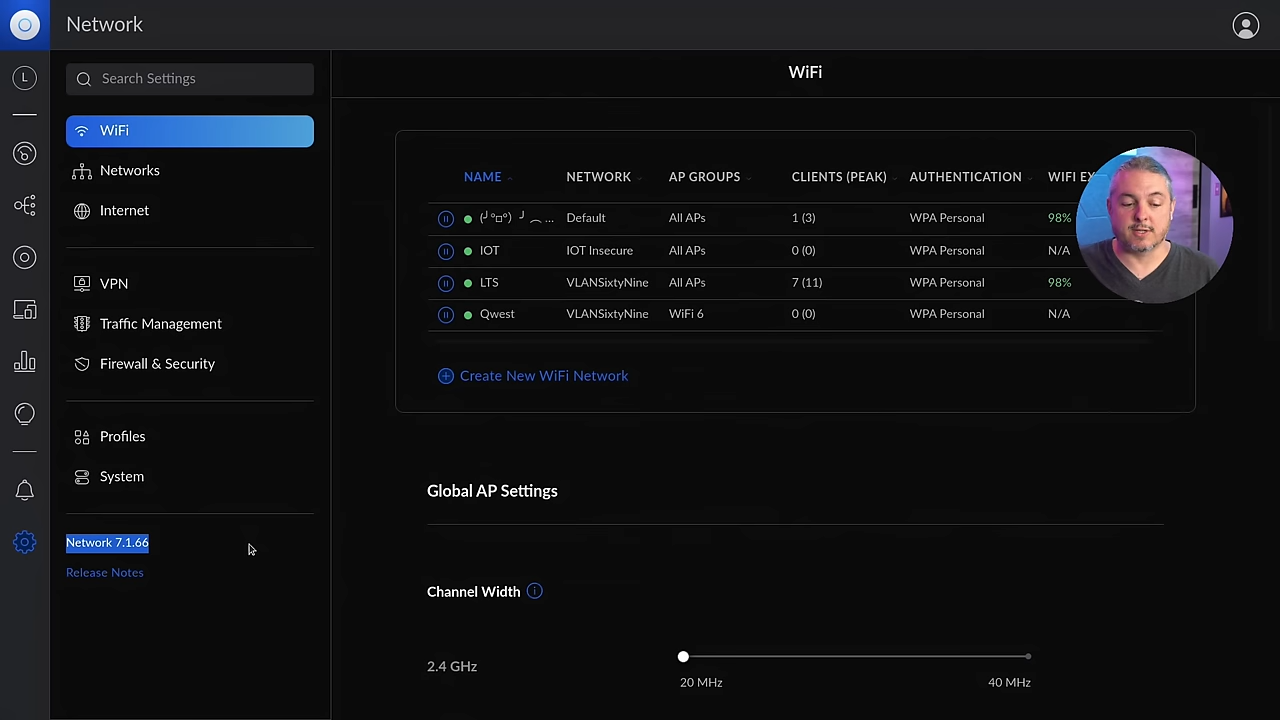 Network
L
Search Settings
WiFi
Networks
Internet
VPN
Traffic Management
Firewall & Security
Profiles
System
Network 7.1.66
Release Notes
WiFi
NAME NETWORK AP GROUPS CLIENTS (PEAK) AUTHENTICATION WIFI EX
(╯°□°)╯︵ ... Default All APs 1 (3) WPA Personal 98%
IOT IOT Insecure All APs 0 (0) WPA Personal N/A
LTS VLANSixtyNine All APs 7 (11) WPA Personal 98%
Qwest VLANSixtyNine WiFi 6 0 (0) WPA Personal N/A
Create New WiFi Network
Global AP Settings
Channel Width
2.4 GHz
20 MHz 40 MHz